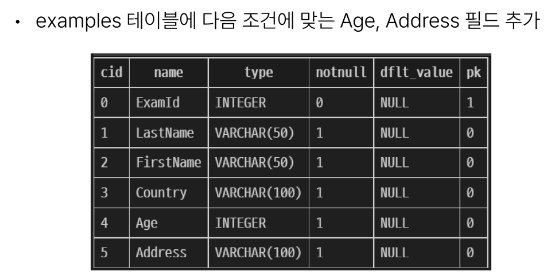 • examples 테이블에 다음 조건에 맞는 Age, Address 필드 추가
cid name type notnull dflt_value pk
0 ExamId INTEGER 0 NULL 1
1 LastName VARCHAR(50) 1 NULL 0
2 FirstName VARCHAR(50) 1 NULL 0
3 Country VARCHAR(100) 1 NULL 0
4 Age INTEGER 1 NULL 0
5 Address VARCHAR(100) 1 NULL 0